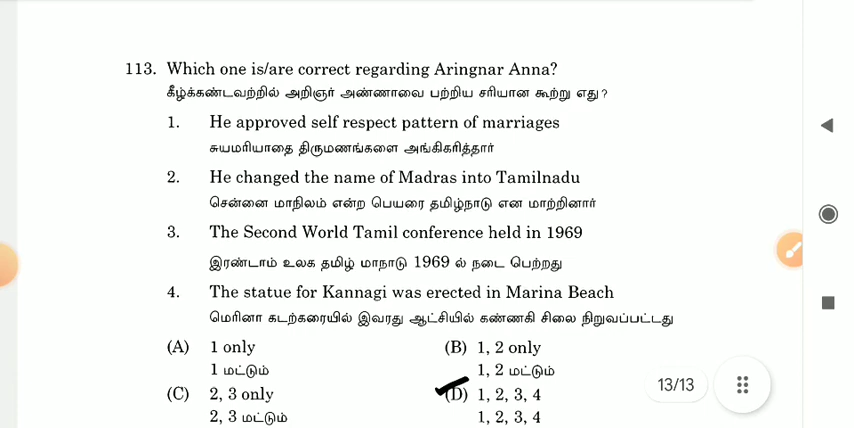 113. Which one is/are correct regarding Aringnar Anna?
கீழ்க்கண்டவற்றில் அறிஞர் அண்ணாவை பற்றிய சரியான கூற்று எது?
1. He approved self respect pattern of marriages
சுயமரியாதை திருமணங்களை அங்கிகரித்தார்
2. He changed the name of Madras into Tamilnadu
சென்னை மாநிலம் என்ற பெயரை தமிழ்நாடு என மாற்றினார்
3. The Second World Tamil conference held in 1969
இரண்டாம் உலக தமிழ் மாநாடு 1969 ல் நடை பெற்றது
4. The statue for Kannagi was erected in Marina Beach
மெரினா கடற்கரையில் இவரது ஆட்சியில் கண்ணகி சிலை நிறுவப்பட்டது
(A) 1 only (B) 1, 2 only
1 மட்டும் 1, 2 மட்டும்
(C) 2, 3 only (D) 1, 2, 3, 4
2, 3 மட்டும் 1, 2, 3, 4
13/13